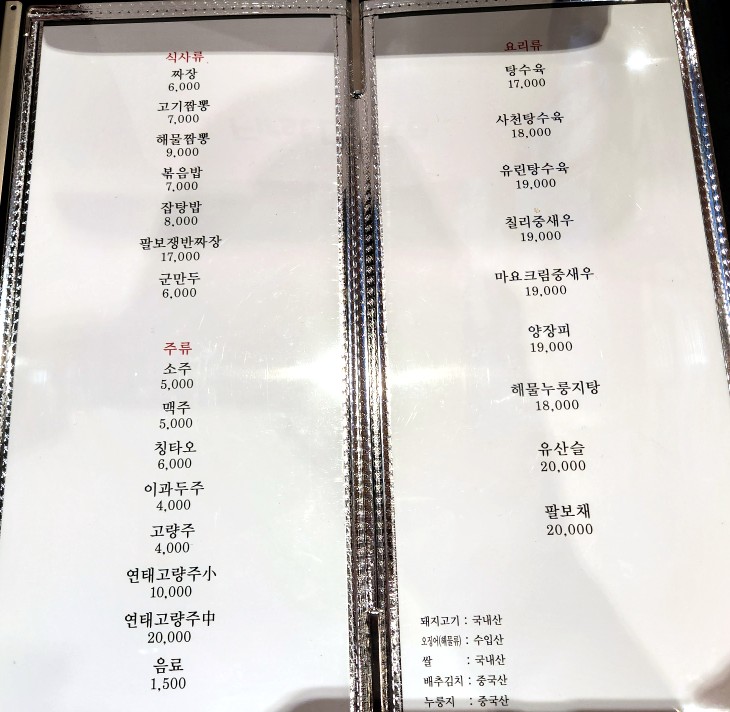 식사류
짜장
6,000
고기짬뽕
7,000
해물짬뽕
9,000
볶음밥
7,000
잡탕밥
8,000
팔보쟁반짜장
17,000
군만두
6,000
주류
소주
5,000
맥주
5,000
칭타오
6,000
이과두주
4,000
고량주
4,000
연태고량주小
10,000
연태고량주中
20,000
음료
1,500
요리류
탕수육
17,000
사천탕수육
18,000
유린탕수육
19,000
칠리중새우
19,000
마요크림중새우
19,000
양장피
19,000
해물누룽지탕
18,000
유산슬
20,000
팔보채
20,000
돼지고기 : 국내산
오징어(해물류) : 수입산
쌀 : 국내산
배추김치 : 중국산
누룽지 : 중국산